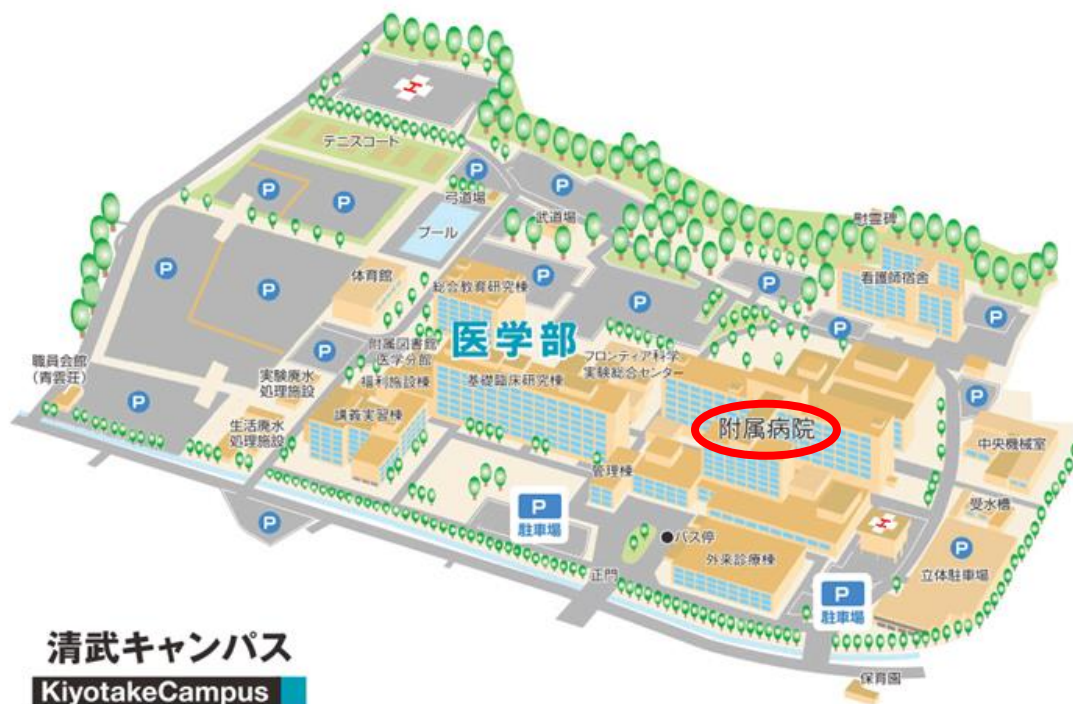 H
テニスコート
P
P
P
P
弓道場
武道場
プール
慰霊碑
P
P
体育館
総合教育研究棟
P
P
看護師宿舎
P
P
P
医学部
附属図書館
医学分館
フロンティア科学
実験総合センター
職員会館
(青雲荘)
実験廃水
処理施設
福利施設棟
基礎臨床研究棟
P
P
講義実習棟
附属病院
生活廃水
処理施設
中央機械室
管理棟
P
駐車場
受水槽
P
バス停
H
P
外来診療棟
立体駐車場
正門
P
駐車場
清武キャンパス
KiyotakeCampus
保育園